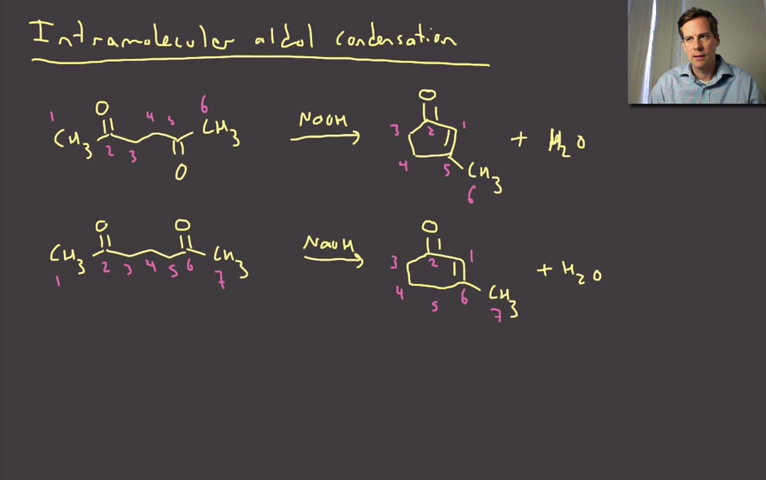 Intramolecular aldol condensation
1 O 4 5 6
CH3 2 3 O CH3 NaOH O 3 2 1 4 5 CH3 6 + H2O
O O
CH3 1 2 3 4 5 6 CH3 7 NaOH O 3 2 1 4 5 6 CH3 7 + H2O